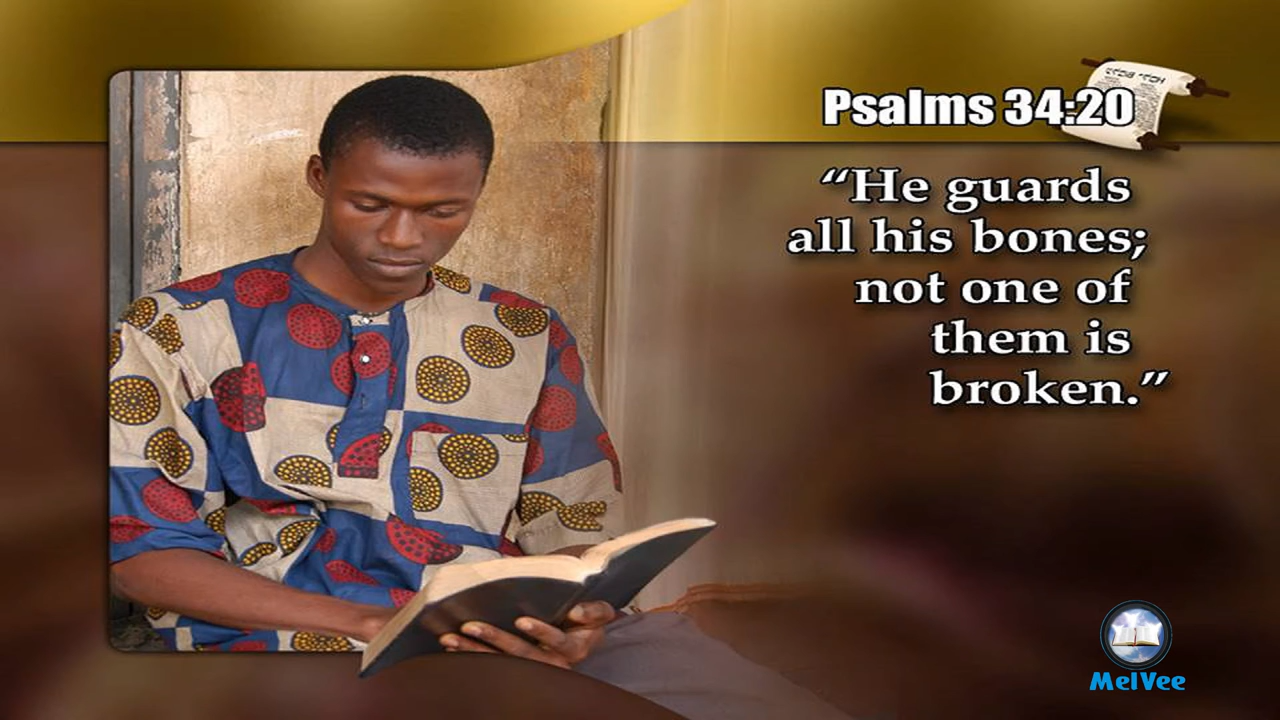 Psalms 34:20
“He guards
all his bones;
not one of
them is
broken.”
MelVee